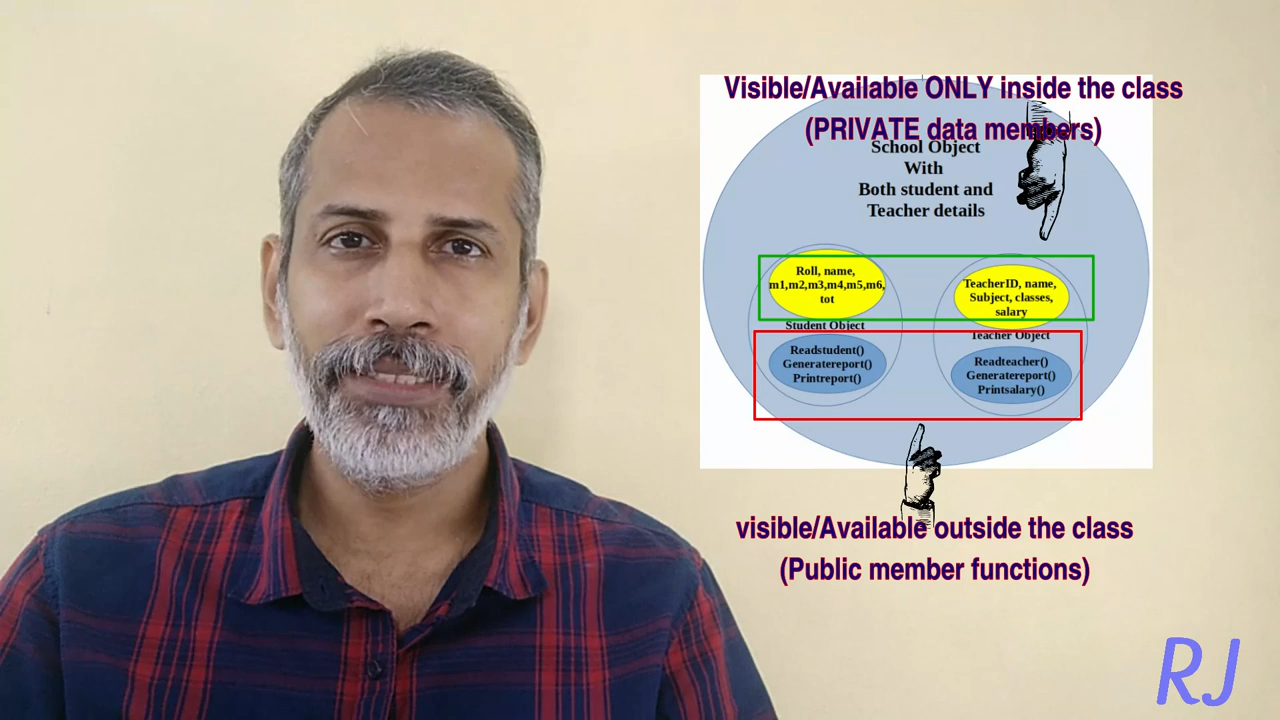 Visible/Available ONLY inside the class
(PRIVATE data members)
School Object
With
Both student and
Teacher details
Roll, name,
m1,m2,m3,m4,m5,m6,
tot
Student Object
Readstudent()
Generatereport()
Printreport()
TeacherID, name,
Subject, classes,
salary
Teacher Object
Readteacher()
Generatereport()
Printsalary()
visible/Available outside the class
(Public member functions)
RJ